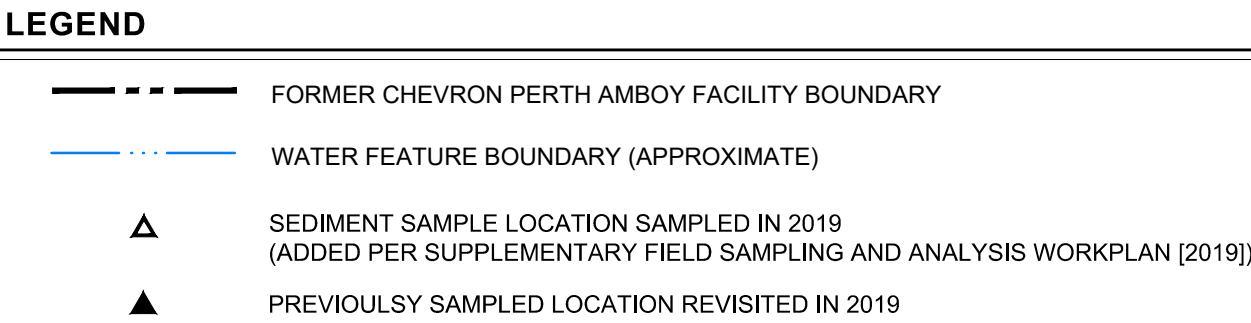 LEGEND
FORMER CHEVRON PERTH AMBOY FACILITY BOUNDARY
WATER FEATURE BOUNDARY (APPROXIMATE)
SEDIMENT SAMPLE LOCATION SAMPLED IN 2019
(ADDED PER SUPPLEMENTARY FIELD SAMPLING AND ANALYSIS WORKPLAN [2019])
PREVIOULSY SAMPLED LOCATION REVISITED IN 2019